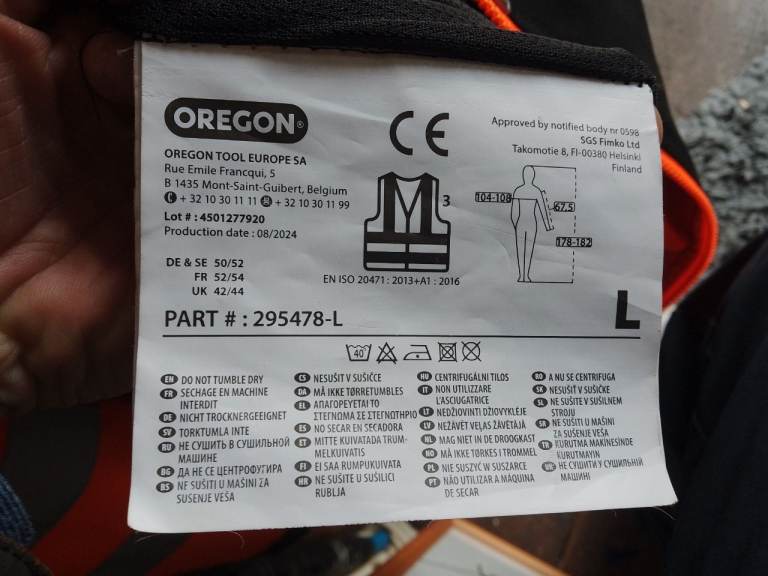 OREGON®
OREGON TOOL EUROPE SA
Rue Emile Francqui, 5
B 1435 Mont-Saint-Guibert, Belgium
+ 32 10 30 11 11 + 32 10 30 11 99
Lot # : 4501277920
Production date : 08/2024
DE & SE 50/52
FR 52/54
UK 42/44
CE
3
EN ISO 20471 : 2013+A1 : 2016
Approved by notified body nr 0598
SGS Fimko Ltd
Takomotie 8, FI-00380 Helsinki
Finland
104-108
67,5
178-182
PART # : 295478-L
L
40
EN DO NOT TUMBLE DRY
FR SECHAGE EN MACHINE
INTERDIT
DE NICHT TROCKNERGEEIGNET
SV TORKTUMLA INTE
RU НЕ СУШИТЬ В СУШИЛЬНОЙ
МАШИНЕ
BG ДА НЕ СЕ ЦЕНТРОФУГИРА
BS NE SUŠITI U MAŠINI ZA
SUŠENJE VEŠA
CS NESUŠIT V SUŠIČCE
DA MÅ IKKE TØRRETUMBLES
EL ΑΠΑΓΟΡΕΥΕΤΑΙ ΤΟ
ΣΤΕΓΝΩΜΑ ΣΕ ΣΤΕΓΝΩΤΗΡΙΟ
ES NO SECAR EN SECADORA
ET MITTE KUIVATADA TRUM-
MELKUIVATIS
FI EI SAA RUMPUKUIVATA
HR NE SUŠITE U SUŠILICI
RUBLJA
HU CENTRIFUGÁLNI TILOS
IT NON UTILIZZARE
L'ASCIUGATRICE
LT NEDŽIOVINTI DŽIOVYKLĖJE
LV NEŽĀVĒT VEĻAS ŽĀVĒTĀJĀ
NL MAG NIET IN DE DROOGKAST
NO MÅ IKKE TØRKES I TROMMEL
PL NIE SUSZYĆ W SUSZARCE
PT NÃO UTILIZAR A MÁQUINA
DE SECAR
RO A NU SE CENTRIFUGA
SK NESUŠIŤ V SUŠIČKE
SL NE SUŠITE V SUŠILNEM
STROJU
SR NE SUŠITI U MAŠINI
ZA SUŠENJE VEŠA
TR KURUTMA MAKINESINDE
KURUTMAYIN
НЕ СУШИТИ У СУШИЛЬНІЙ
МАШИНІ